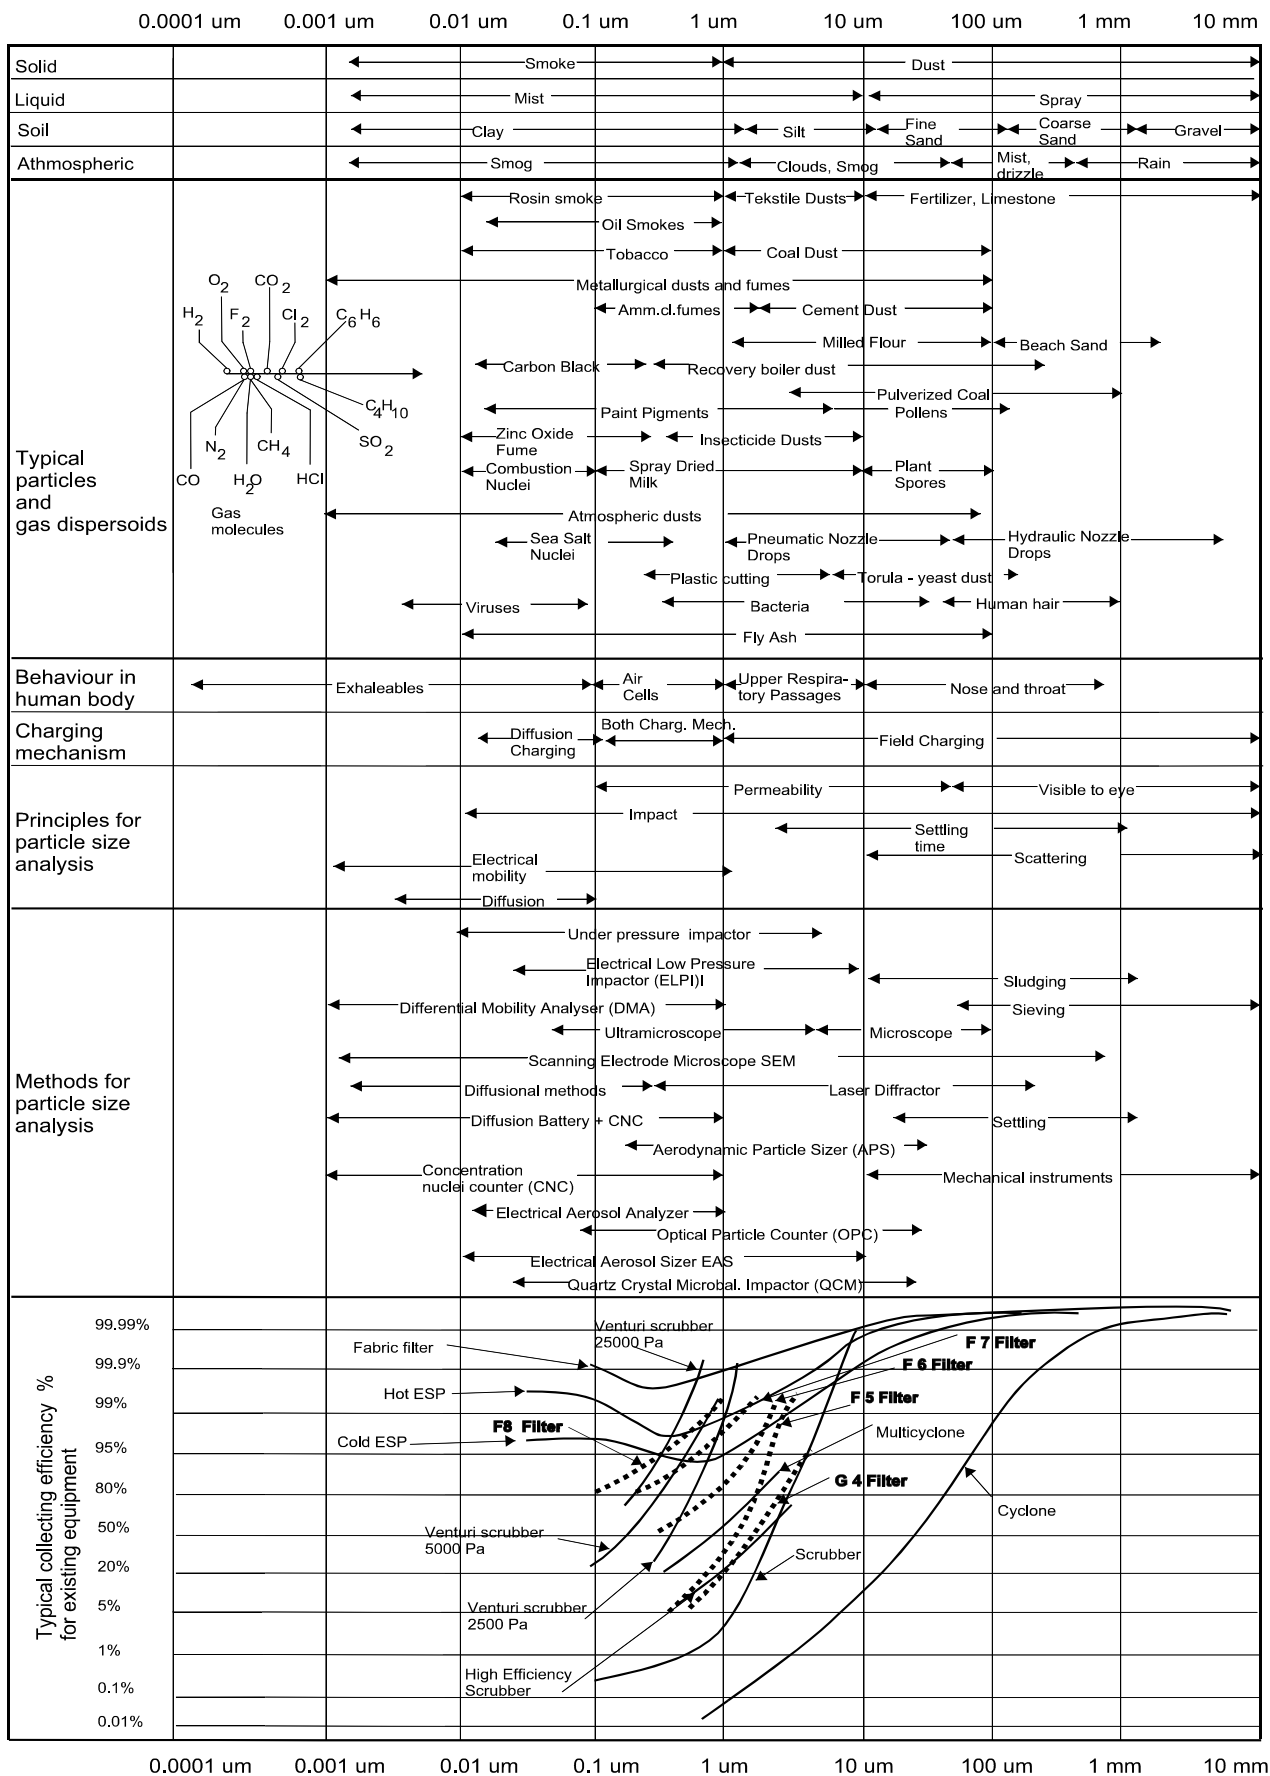 0.0001 um 0.001 um 0.01 um 0.1 um 1 um 10 um 100 um 1 mm 10 mm
Solid Smoke Dust
Liquid Mist Spray
Soil Clay Silt Fine Sand Coarse Sand Gravel
Athmospheric Smog Clouds, Smog Mist, drizzle Rain
Typical
particles
and
gas dispersoids
Rosin smoke Tekstile Dusts Fertilizer, Limestone
Oil Smokes
Tobacco Coal Dust
Metallurgical dusts and fumes
Amm.cl.fumes Cement Dust
Milled Flour Beach Sand
Carbon Black Recovery boiler dust
Pulverized Coal
Paint Pigments Pollens
Zinc Oxide
Fume
Insecticide Dusts
Combustion
Nuclei
Spray Dried
Milk
Plant
Spores
Atmospheric dusts
Sea Salt
Nuclei
Pneumatic Nozzle
Drops
Hydraulic Nozzle
Drops
Plastic cutting Torula - yeast dust
Viruses Bacteria Human hair
Fly Ash
O2 CO2
H2 F2 Cl2 C6H6
C4H10
N2 CH4 SO2
CO H2O HCl
Gas
molecules
Behaviour in
human body
Exhaleables
Air
Cells
Upper Respira-
tory Passages
Nose and throat
Charging
mechanism
Diffusion
Charging
Both Charg. Mech.
Field Charging
Principles for
particle size
analysis
Permeability Visible to eye
Impact
Settling
time
Scattering
Electrical
mobility
Diffusion
Methods for
particle size
analysis
Under pressure impactor
Electrical Low Pressure
Impactor (ELPI)I
Sludging
Differential Mobility Analyser (DMA) Sieving
Ultramicroscope Microscope
Scanning Electrode Microscope SEM
Diffusional methods Laser Diffractor
Diffusion Battery + CNC Settling
Aerodynamic Particle Sizer (APS)
Concentration
nuclei counter (CNC)
Mechanical instruments
Electrical Aerosol Analyzer
Optical Particle Counter (OPC)
Electrical Aerosol Sizer EAS
Quartz Crystal Microbal. Impactor (QCM)
Typical collecting efficiency %
for existing equipment
99.99%
99.9%
99%
95%
80%
50%
20%
5%
1%
0.1%
0.01%
Venturi scrubber
25000 Pa
Fabric filter
F 7 Filter
F 6 Filter
Hot ESP
F 5 Filter
F8 Filter
Multicyclone
Cold ESP
G 4 Filter
Cyclone
Venturi scrubber
5000 Pa
Scrubber
Venturi scrubber
2500 Pa
High Efficiency
Scrubber
0.0001 um 0.001 um 0.01 um 0.1 um 1 um 10 um 100 um 1 mm 10 mm